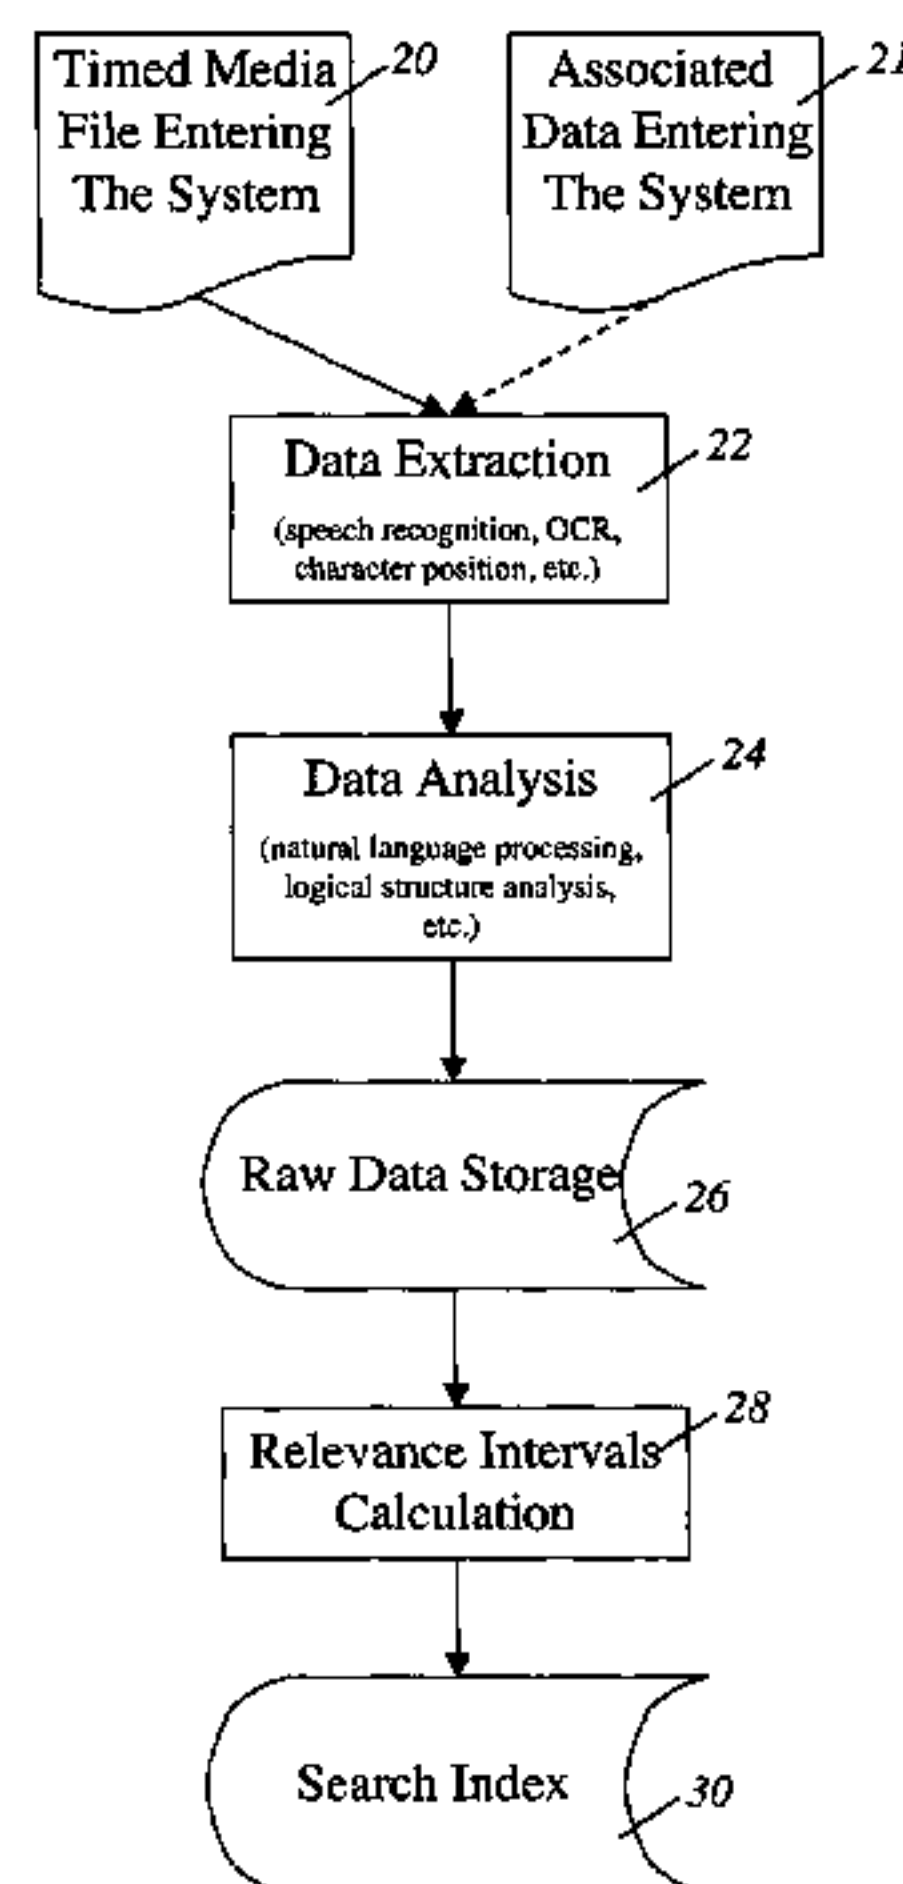 Timed Media
File Entering
The System
20
Associated
Data Entering
The System
21
Data Extraction
22
(speech recognition, OCR,
character position, etc.)
Data Analysis
24
(natural language processing,
logical structure analysis,
etc.)
Raw Data Storage
26
Relevance Intervals
28
Calculation
Search Index
30